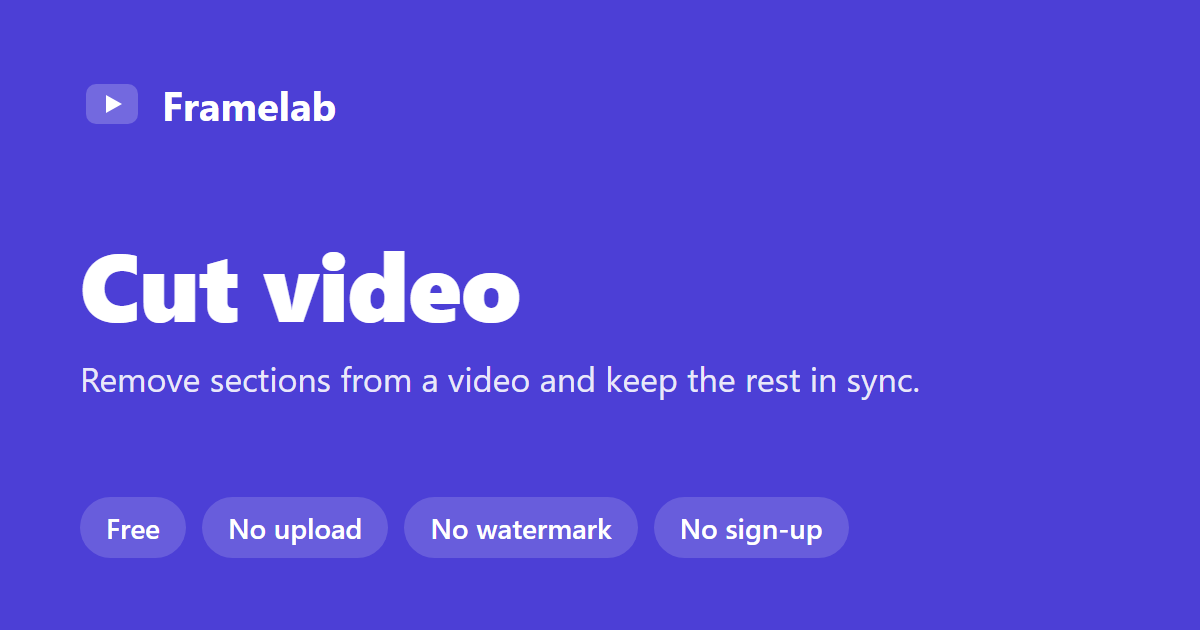 Framelab
Cut video
Remove sections from a video and keep the rest in sync.
Free
No upload
No watermark
No sign-up